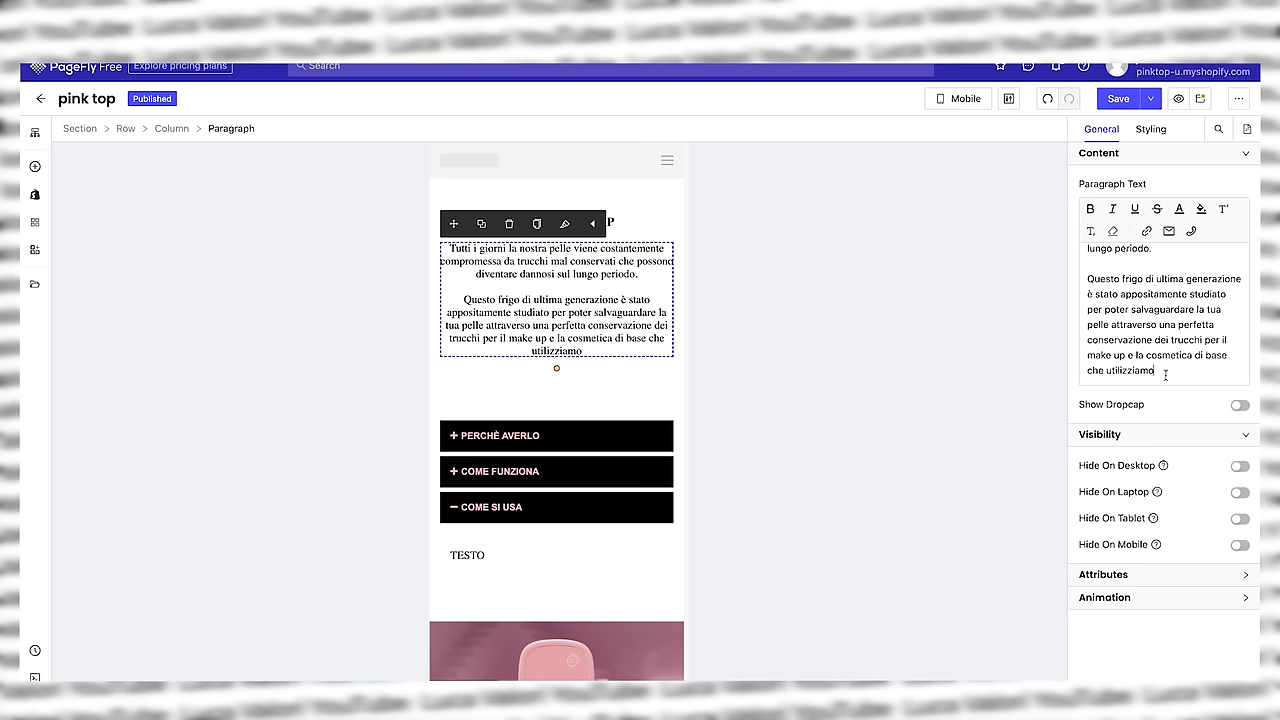 PageFly Free
Explore pricing plans
Search
pinktop-u.myshopify.com
pink top
Published
Mobile
Save
Section > Row > Column > Paragraph
General
Styling
Content
Paragraph Text
lungo periodo.
Questo frigo di ultima generazione
è stato appositamente studiato
per poter salvaguardare la tua
pelle attraverso una perfetta
conservazione dei trucchi per il
make up e la cosmetica di base
che utilizziamo
Show Dropcap
Visibility
Hide On Desktop
Hide On Laptop
Hide On Tablet
Hide On Mobile
Attributes
Animation
P
Tutti i giorni la nostra pelle viene costantemente
compromessa da trucchi mal conservati che possono
diventare dannosi sul lungo periodo.
Questo frigo di ultima generazione è stato
appositamente studiato per poter salvaguardare la
tua pelle attraverso una perfetta conservazione dei
trucchi per il make up e la cosmetica di base che
utilizziamo
+ PERCHÈ AVERLO
+ COME FUNZIONA
− COME SI USA
TESTO